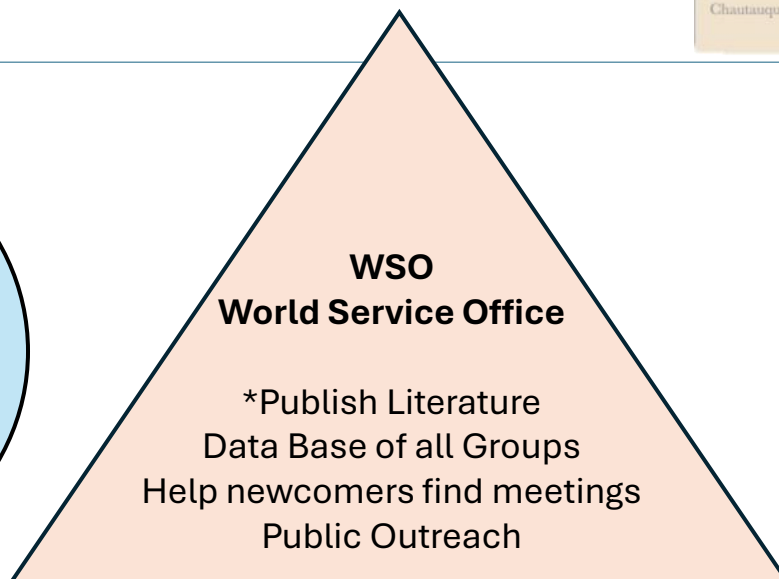 Chautauqu
WSO
World Service Office
*Publish Literature
Data Base of all Groups
Help newcomers find meetings
Public Outreach